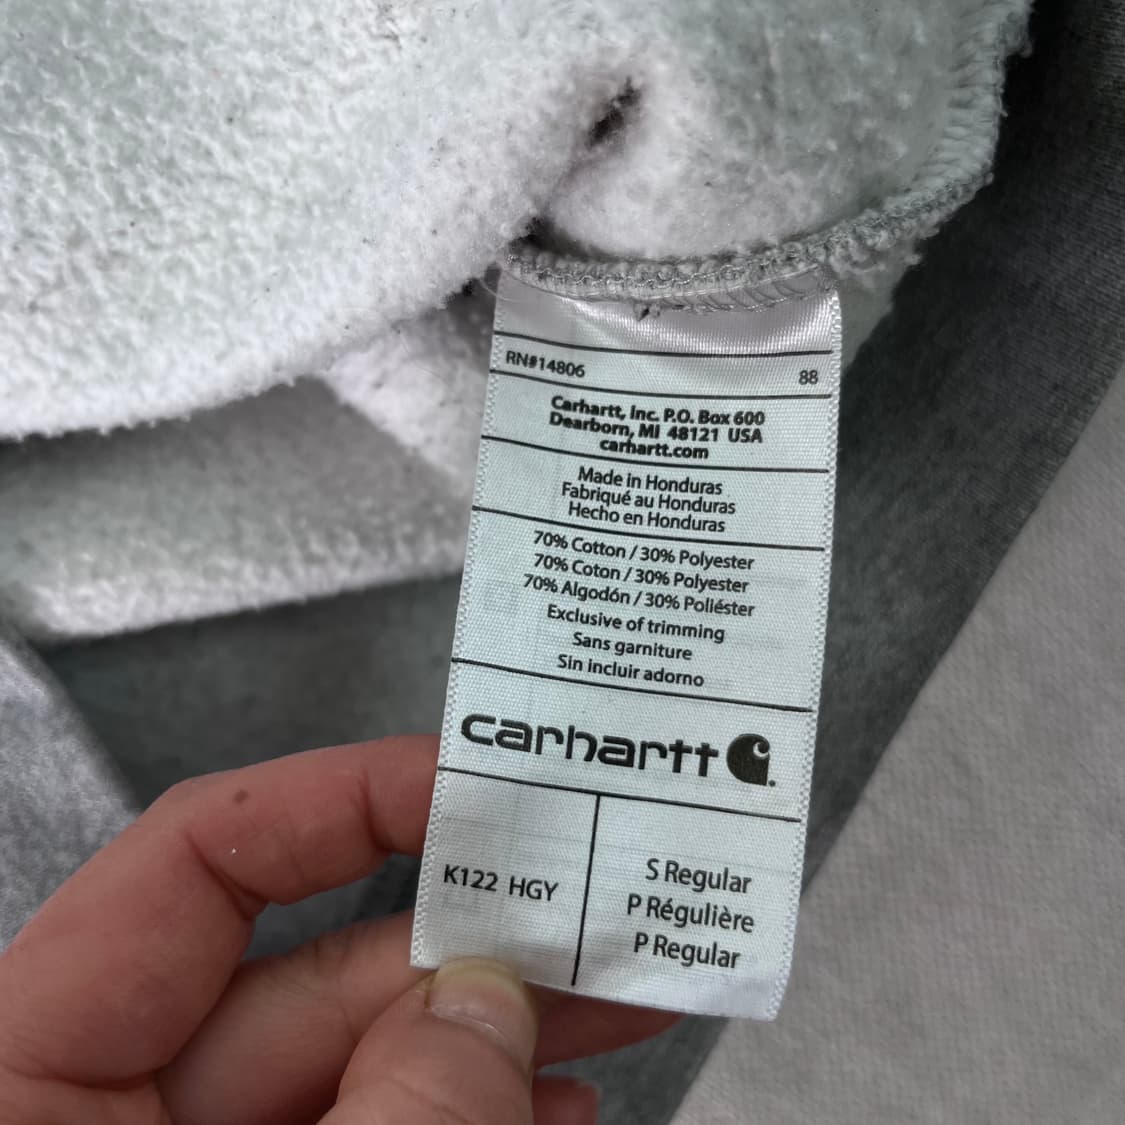 RN#14806 88
Carhartt, Inc. P.O. Box 600
Dearborn, MI 48121 USA
carhartt.com
Made in Honduras
Fabriqué au Honduras
Hecho en Honduras
70% Cotton / 30% Polyester
70% Coton / 30% Polyester
70% Algodón / 30% Poliéster
Exclusive of trimming
Sans garniture
Sin incluir adorno
carhartt
K122 HGY
S Regular
P Régulière
P Regular